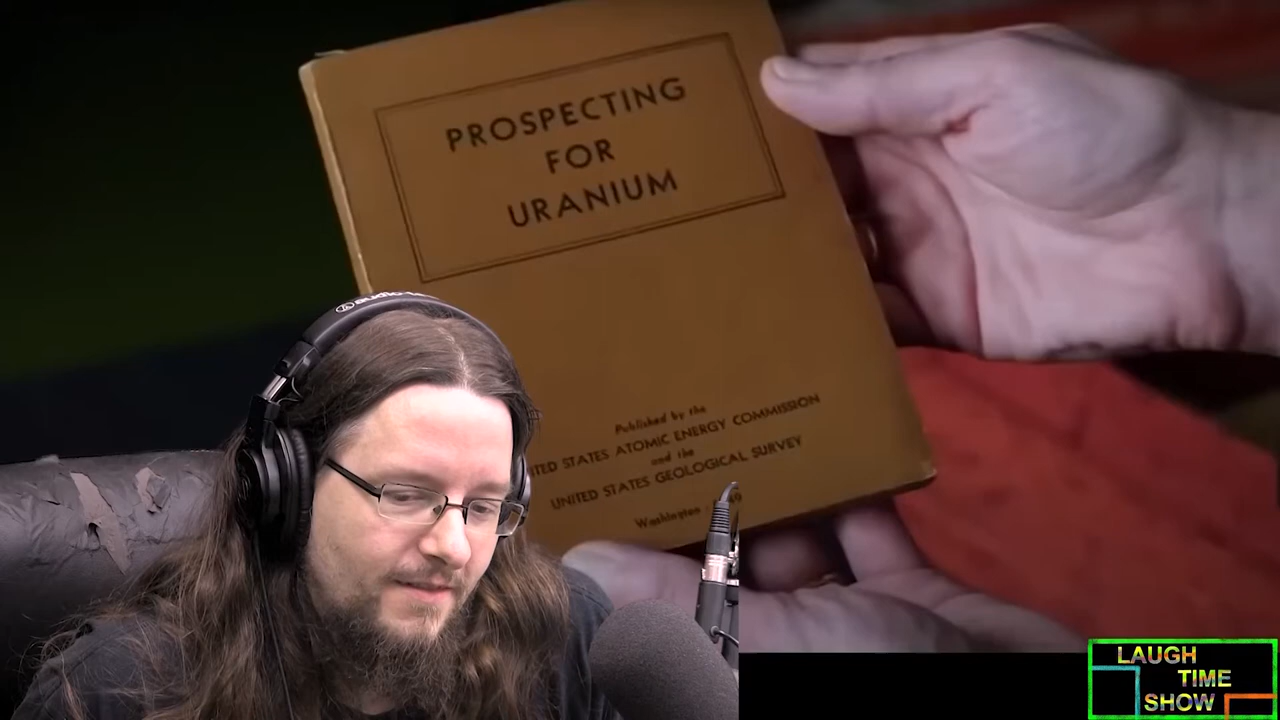 PROSPECTING
FOR
URANIUM
Published by the
UNITED STATES ATOMIC ENERGY COMMISSION
and the
UNITED STATES GEOLOGICAL SURVEY
Washington
LAUGH
TIME
SHOW